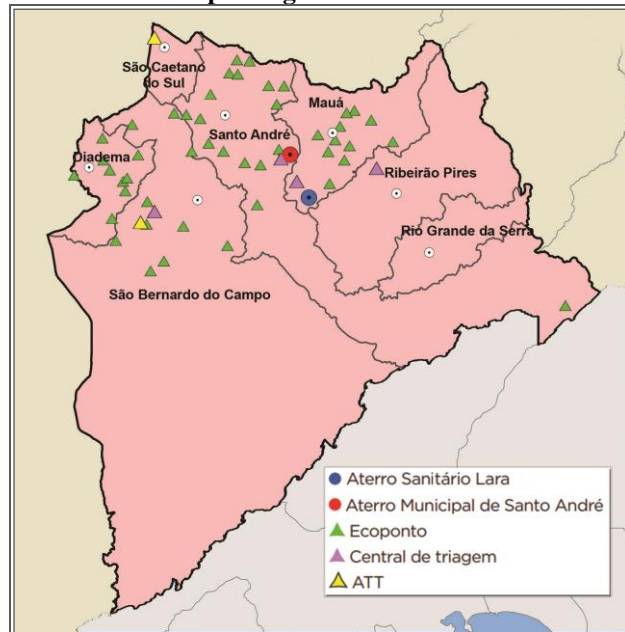 São Caetano
do Sul
Mauá
Santo André
Diadema
Ribeirão Pires
Rio Grande da Serra
São Bernardo do Campo
Aterro Sanitário Lara
Aterro Municipal de Santo André
Ecoponto
Central de triagem
ATT